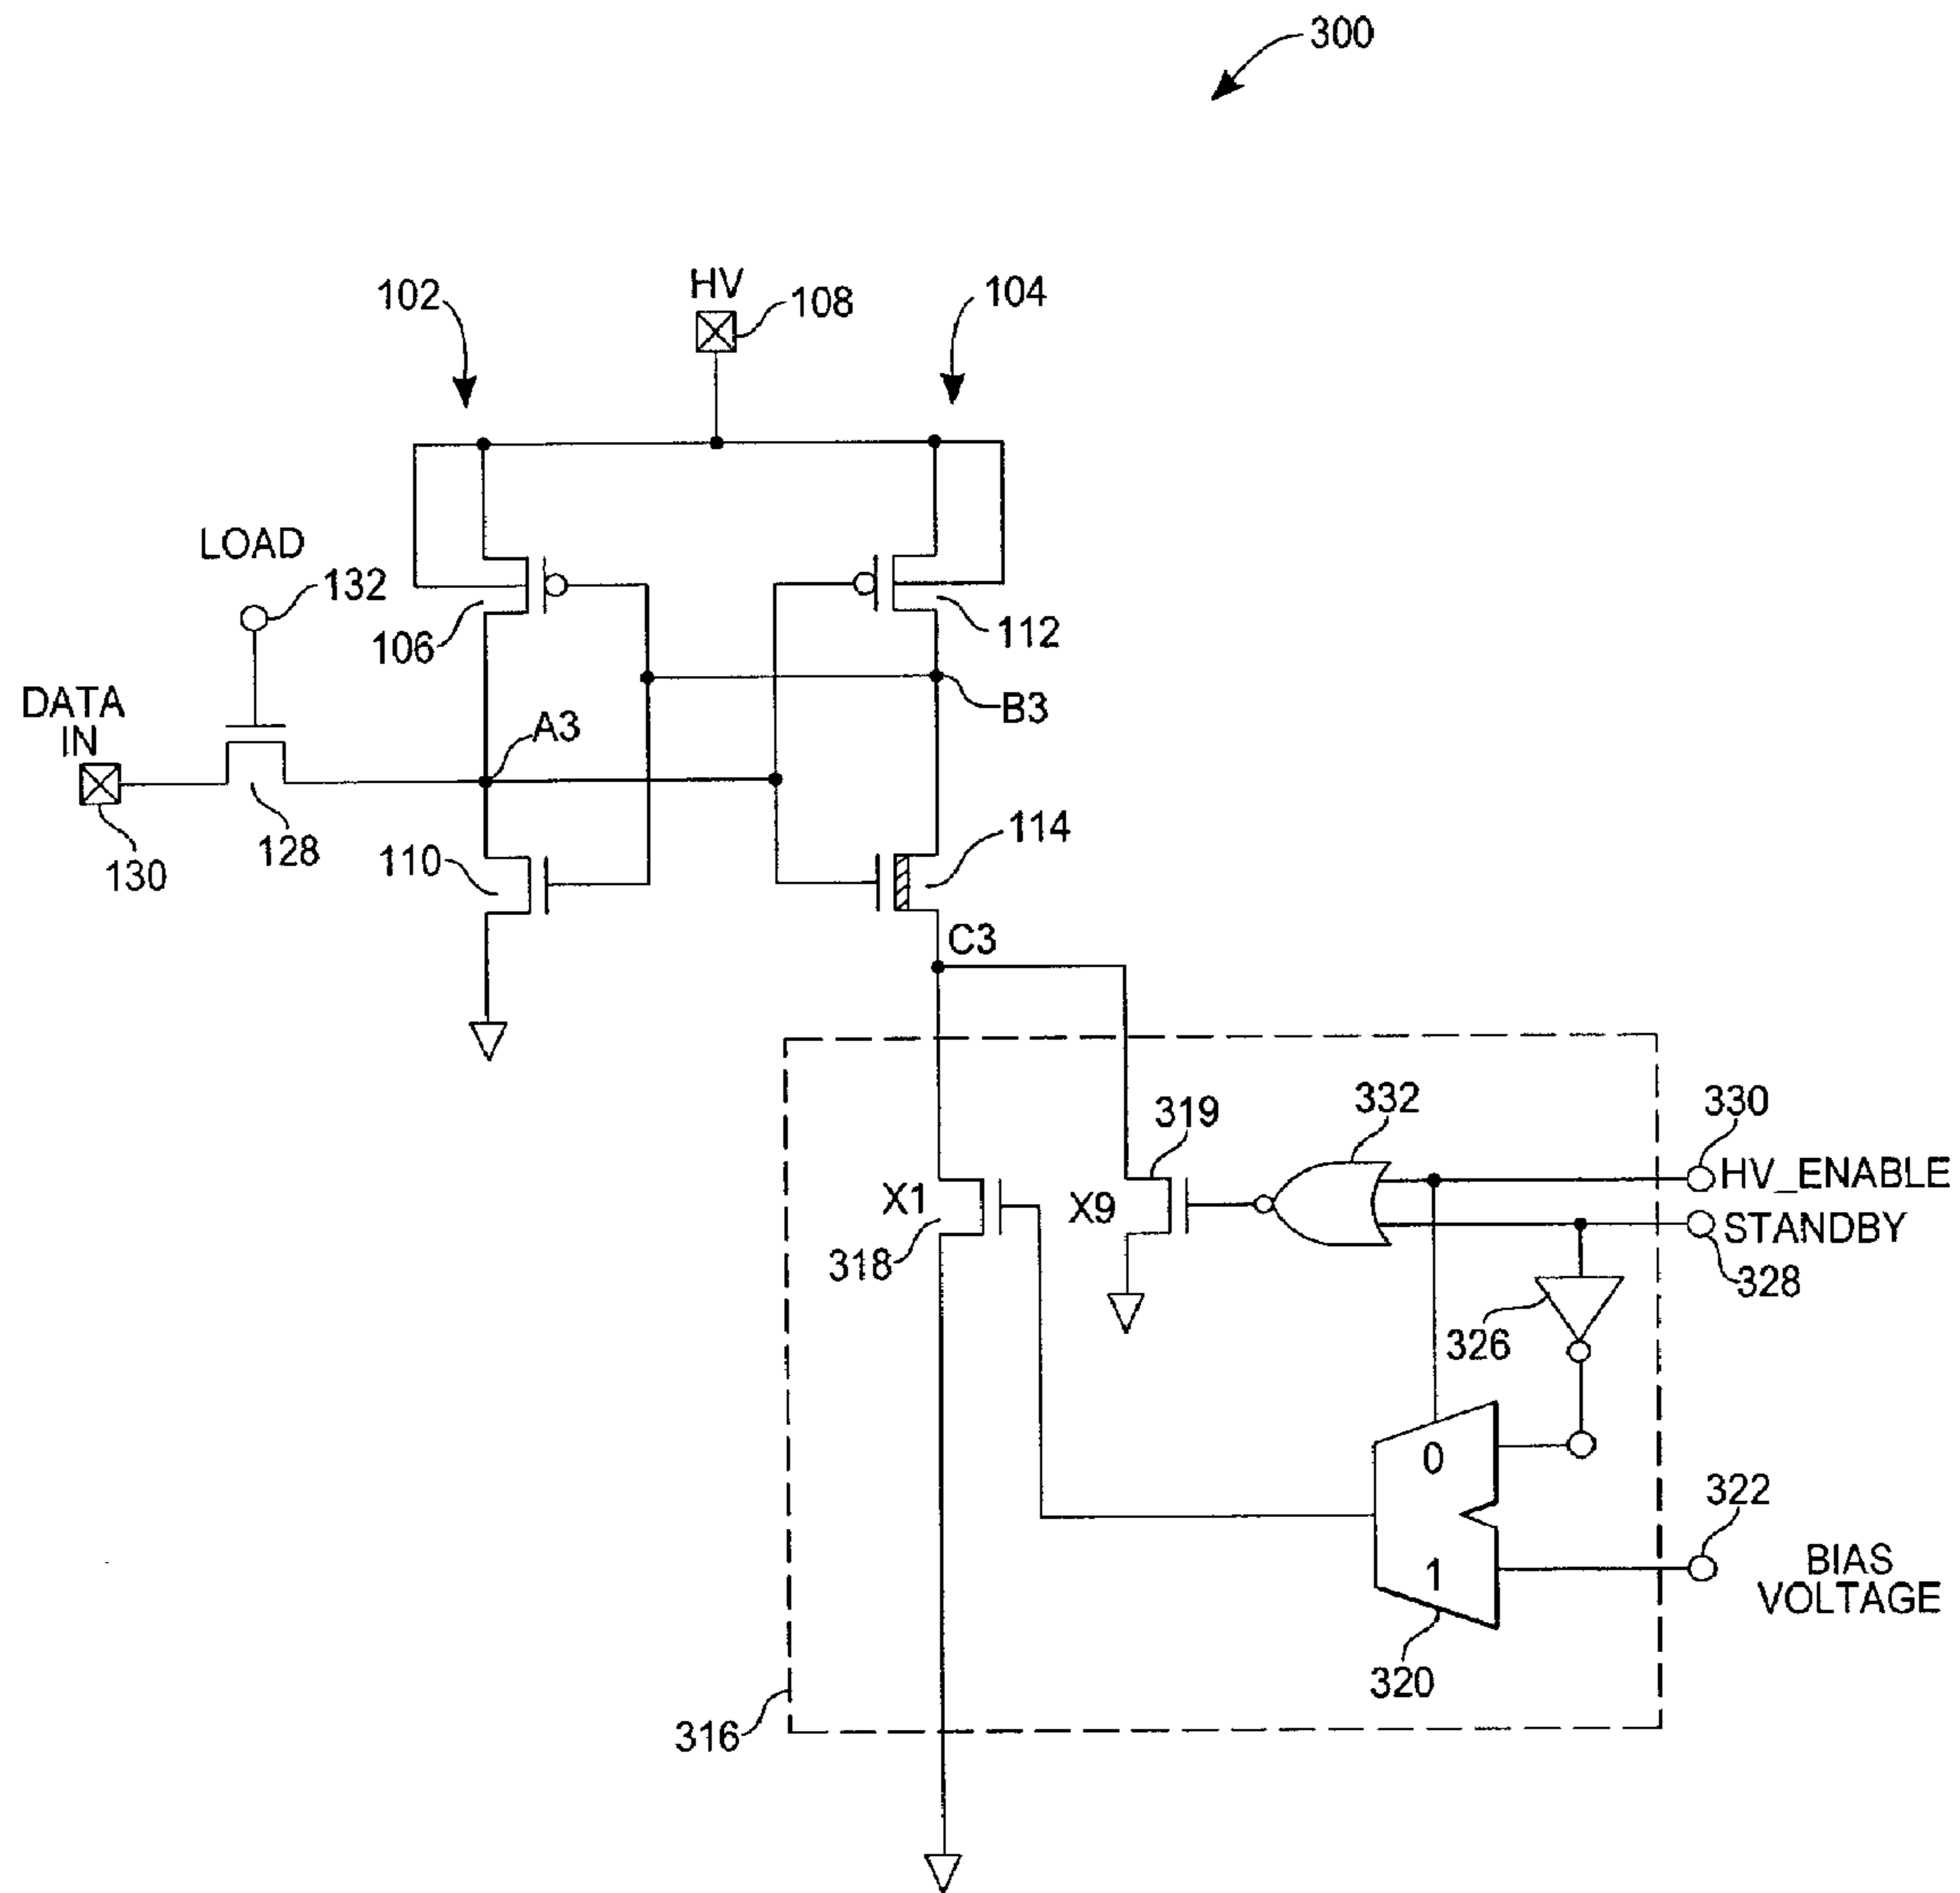 300
HV
102
108
104
LOAD
132
106
112
DATA
IN
A3
B3
130
128
110
114
C3
332
330
319
HV_ENABLE
X1
X9
STANDBY
318
328
326
0
322
1
BIAS
VOLTAGE
320
316